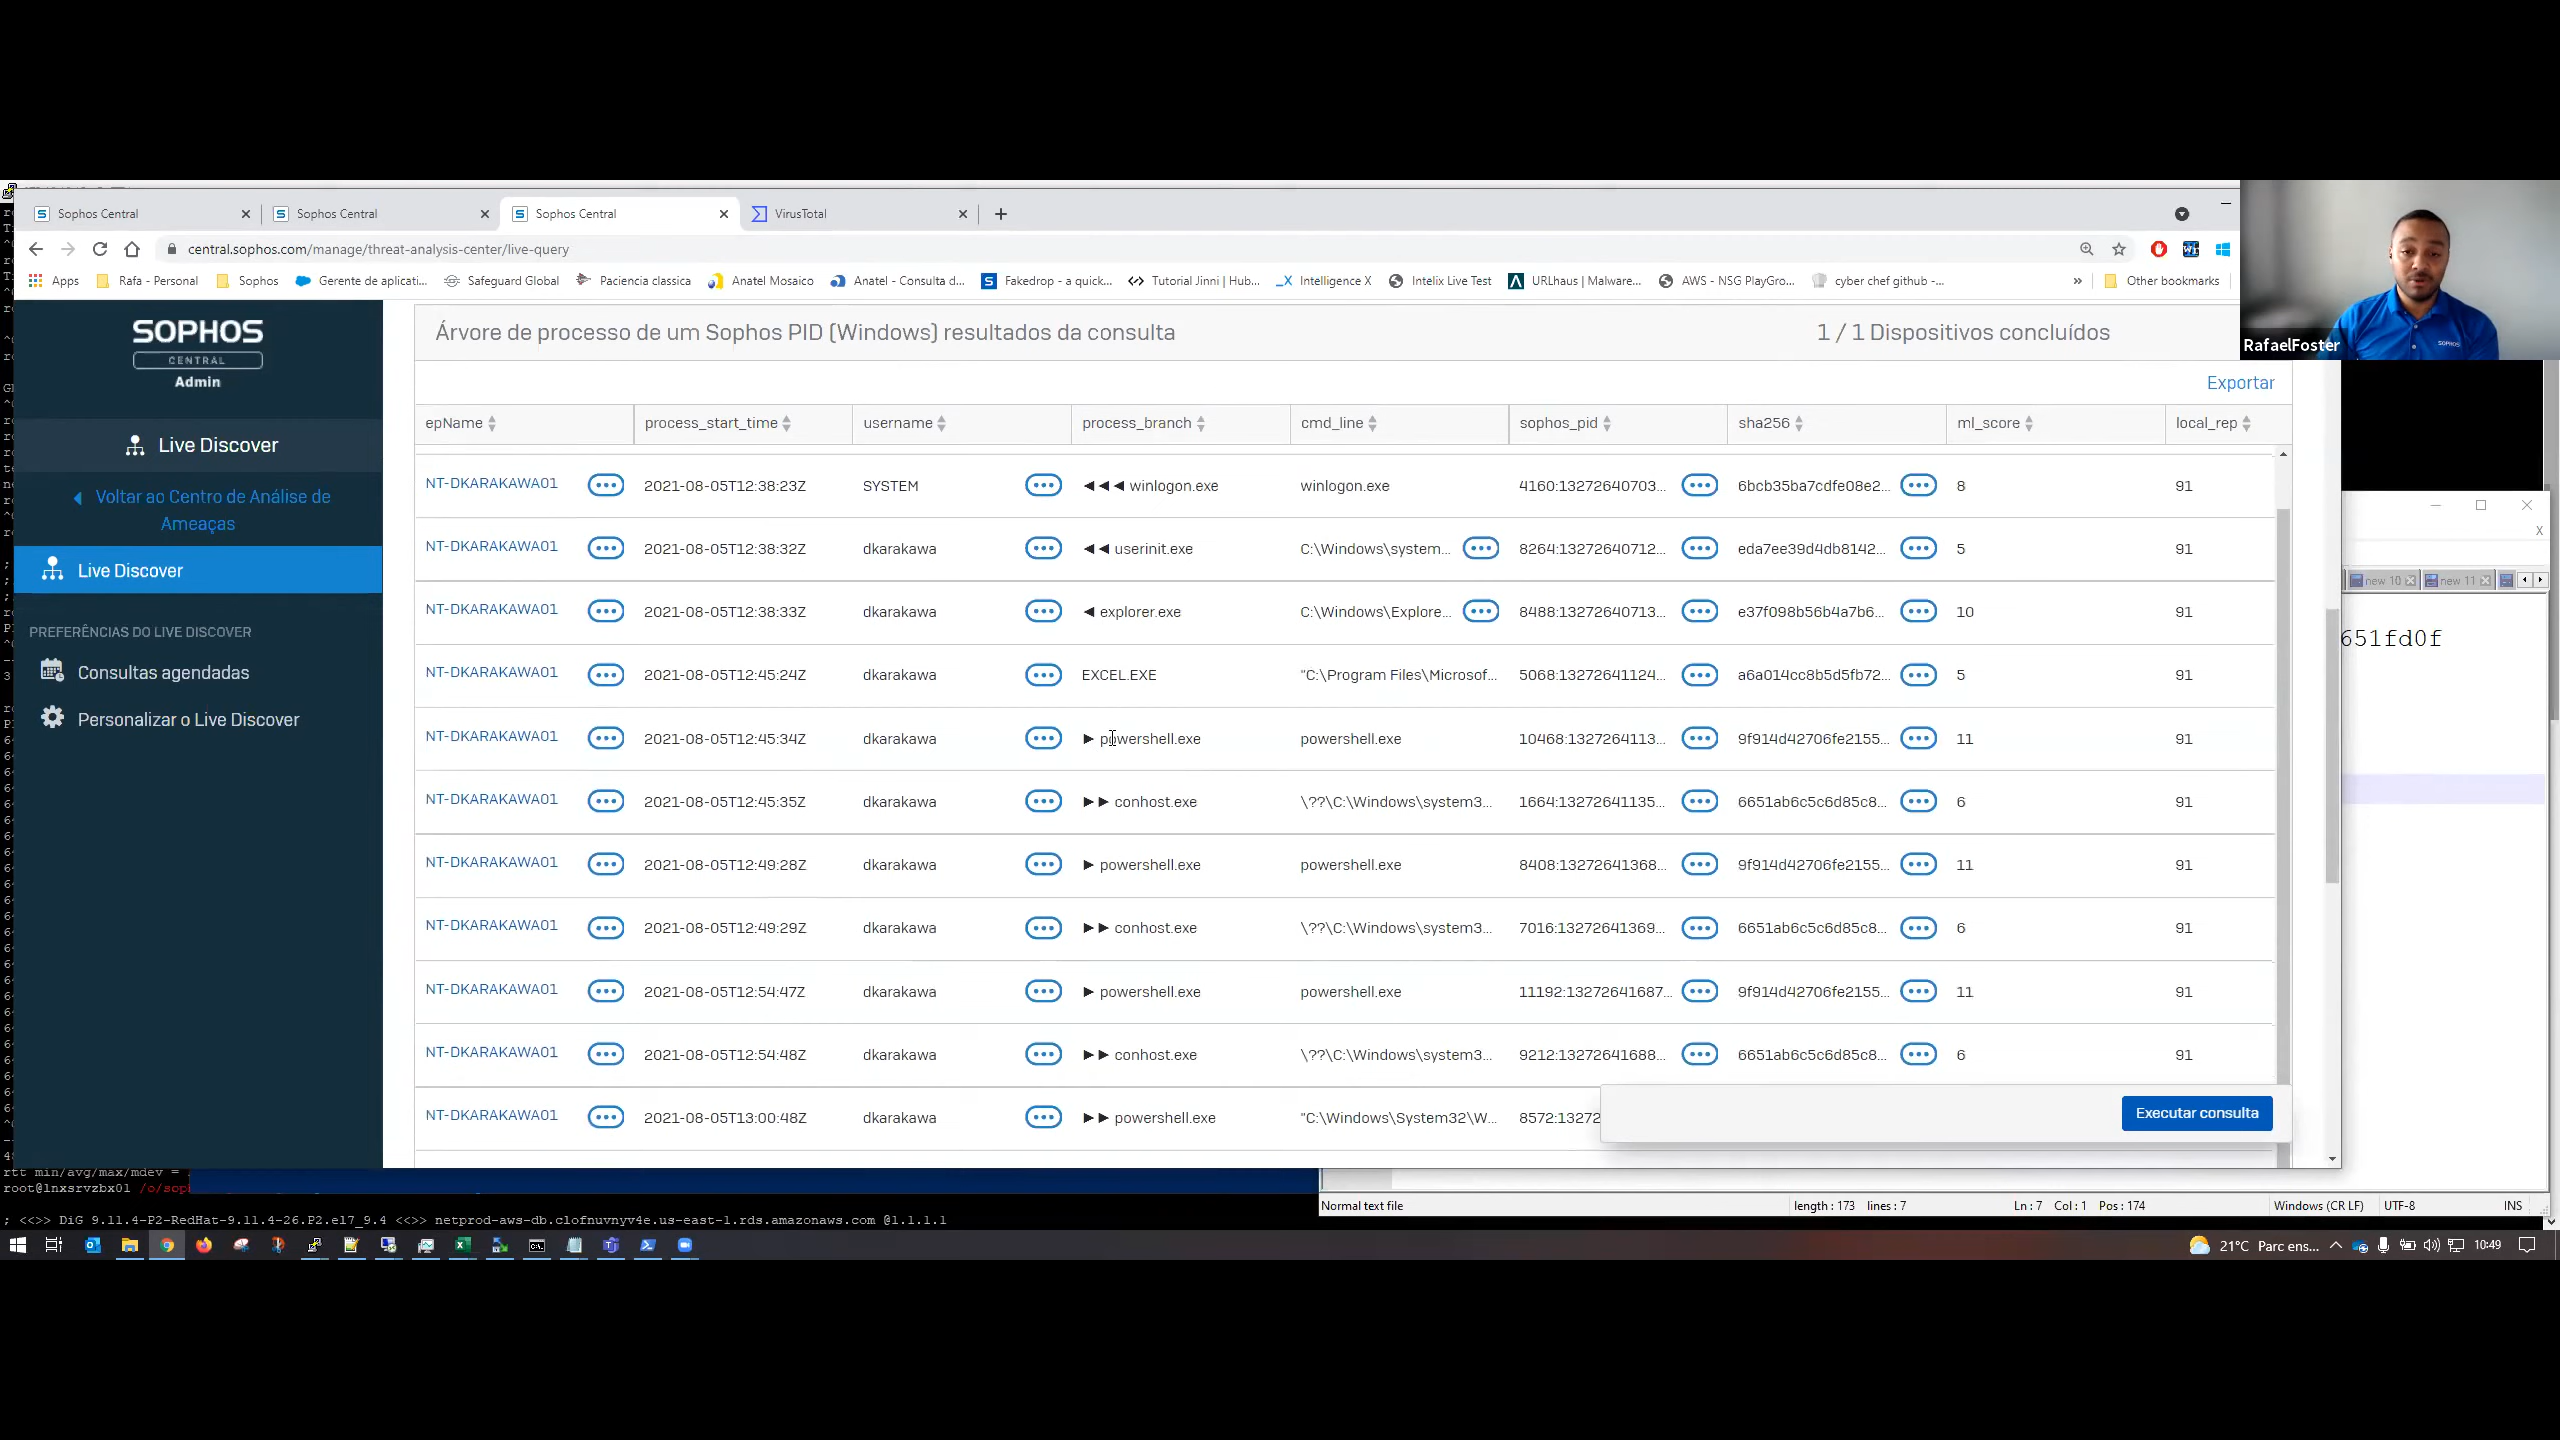 Sophos Central
Sophos Central
Sophos Central
VirusTotal
central.sophos.com/manage/threat-analysis-center/live-query
Apps
Rafa - Personal
Sophos
Gerente de aplicati...
Safeguard Global
Paciencia classica
Anatel Mosaico
Anatel - Consulta d...
Fakedrop - a quick...
Tutorial Jinni | Hub...
Intelligence X
Intelix Live Test
URLhaus | Malware...
AWS - NSG PlayGro...
cyber chef github -...
»
Other bookmarks
RafaelFoster
SOPHOS
SOPHOS
CENTRAL
Admin
Live Discover
Voltar ao Centro de Análise de
Ameaças
Live Discover
PREFERÊNCIAS DO LIVE DISCOVER
Consultas agendadas
Personalizar o Live Discover
Árvore de processo de um Sophos PID (Windows) resultados da consulta
1 / 1 Dispositivos concluídos
Exportar
epName process_start_time username process_branch cmd_line sophos_pid sha256 ml_score local_rep
NT-DKARAKAWA01 2021-08-05T12:38:23Z SYSTEM ◄◄◄ winlogon.exe winlogon.exe 4160:13272640703... 6bcb35ba7cdfe08e2... 8 91
NT-DKARAKAWA01 2021-08-05T12:38:32Z dkarakawa ◄◄ userinit.exe C:\Windows\system... 8264:13272640712... eda7ee39d4db8142... 5 91
NT-DKARAKAWA01 2021-08-05T12:38:33Z dkarakawa ◄ explorer.exe C:\Windows\Explore... 8488:13272640713... e37f098b56b4a7b6... 10 91
NT-DKARAKAWA01 2021-08-05T12:45:24Z dkarakawa EXCEL.EXE "C:\Program Files\Microsof... 5068:13272641124... a6a014cc8b5d5fb72... 5 91
NT-DKARAKAWA01 2021-08-05T12:45:34Z dkarakawa ► powershell.exe powershell.exe 10468:1327264113... 9f914d42706fe2155... 11 91
NT-DKARAKAWA01 2021-08-05T12:45:35Z dkarakawa ►► conhost.exe \??\C:\Windows\system3... 1664:13272641135... 6651ab6c5c6d85c8... 6 91
NT-DKARAKAWA01 2021-08-05T12:49:28Z dkarakawa ► powershell.exe powershell.exe 8408:13272641368... 9f914d42706fe2155... 11 91
NT-DKARAKAWA01 2021-08-05T12:49:29Z dkarakawa ►► conhost.exe \??\C:\Windows\system3... 7016:13272641369... 6651ab6c5c6d85c8... 6 91
NT-DKARAKAWA01 2021-08-05T12:54:47Z dkarakawa ► powershell.exe powershell.exe 11192:13272641687... 9f914d42706fe2155... 11 91
NT-DKARAKAWA01 2021-08-05T12:54:48Z dkarakawa ►► conhost.exe \??\C:\Windows\system3... 9212:13272641688... 6651ab6c5c6d85c8... 6 91
NT-DKARAKAWA01 2021-08-05T13:00:48Z dkarakawa ►► powershell.exe "C:\Windows\System32\W... 8572:13272
Executar consulta
new 10
new 11
651fd0f
rtt min/avg/max/mdev =
root@lnxsrvzbx01 /o/sop
; <<>> DiG 9.11.4-P2-RedHat-9.11.4-26.P2.el7_9.4 <<>> netprod-aws-db.clofnuvnyv4e.us-east-1.rds.amazonaws.com @1.1.1.1
Normal text file
length : 173 lines : 7
Ln : 7 Col : 1 Pos : 174
Windows (CR LF)
UTF-8
INS
21°C Parc ens...
10:49